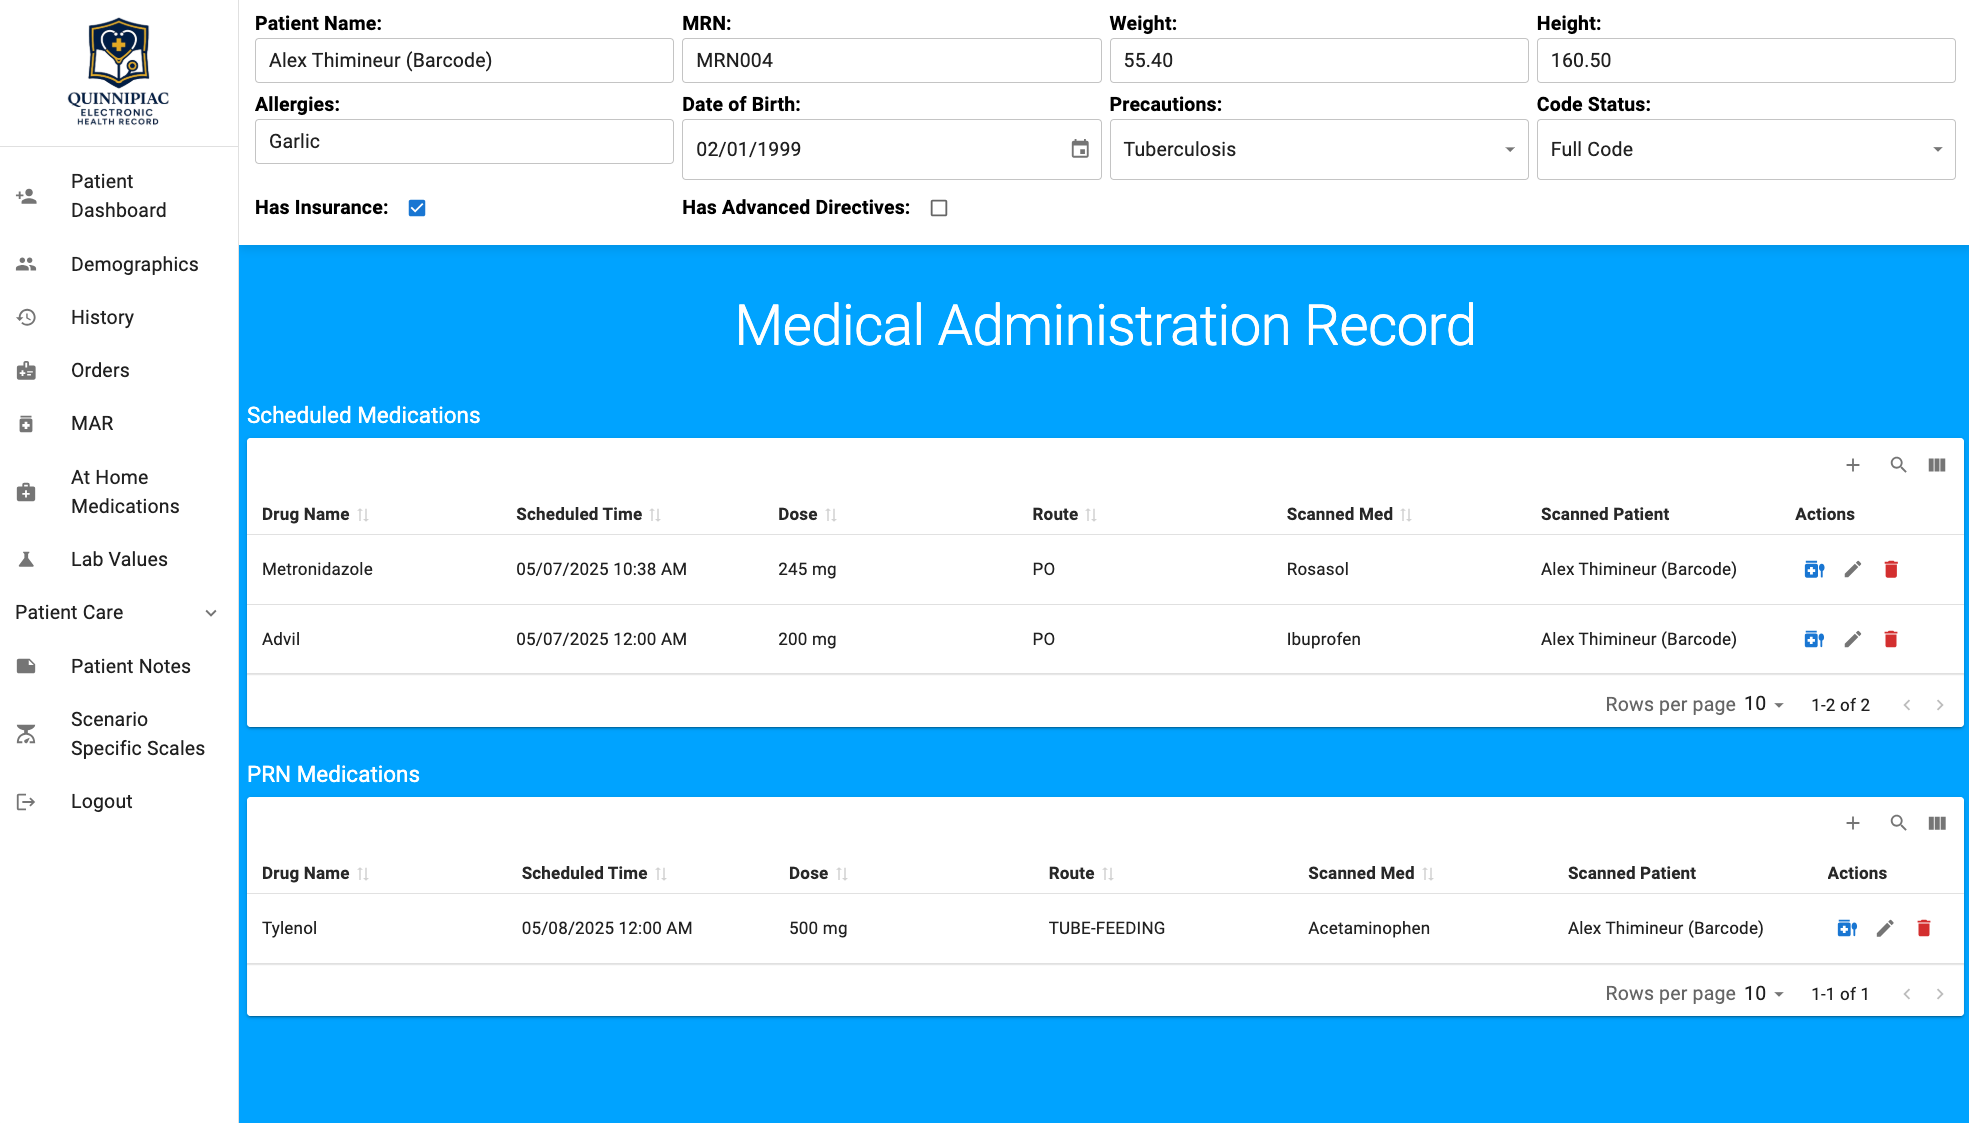 QUINNIPIAC
ELECTRONIC
HEALTH RECORD
Patient Dashboard
Demographics
History
Orders
MAR
At Home Medications
Lab Values
Patient Care
Patient Notes
Scenario Specific Scales
Logout
Patient Name: MRN: Weight: Height:
Alex Thimineur (Barcode) MRN004 55.40 160.50
Allergies: Date of Birth: Precautions: Code Status:
Garlic 02/01/1999 Tuberculosis Full Code
Has Insurance: Has Advanced Directives:
Medical Administration Record
Scheduled Medications
Drug Name Scheduled Time Dose Route Scanned Med Scanned Patient Actions
Metronidazole 05/07/2025 10:38 AM 245 mg PO Rosasol Alex Thimineur (Barcode)
Advil 05/07/2025 12:00 AM 200 mg PO Ibuprofen Alex Thimineur (Barcode)
Rows per page 10 1-2 of 2
PRN Medications
Drug Name Scheduled Time Dose Route Scanned Med Scanned Patient Actions
Tylenol 05/08/2025 12:00 AM 500 mg TUBE-FEEDING Acetaminophen Alex Thimineur (Barcode)
Rows per page 10 1-1 of 1